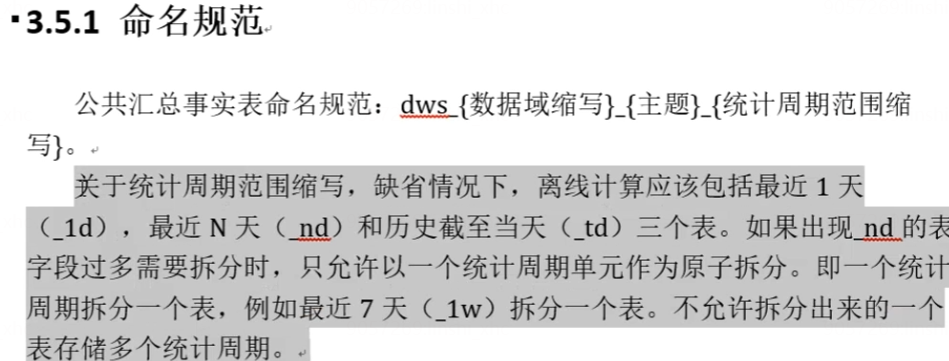 3.5.1 命名规范
公共汇总事实表命名规范：dws_{数据域缩写}_{主题}_{统计周期范围缩
写}。
关于统计周期范围缩写，缺省情况下，离线计算应该包括最近 1 天
（_1d），最近 N 天（_nd）和历史截至当天（_td）三个表。如果出现_nd 的表
字段过多需要拆分时，只允许以一个统计周期单元作为原子拆分。即一个统计
周期拆分一个表，例如最近 7 天（_1w）拆分一个表。不允许拆分出来的一个
表存储多个统计周期。